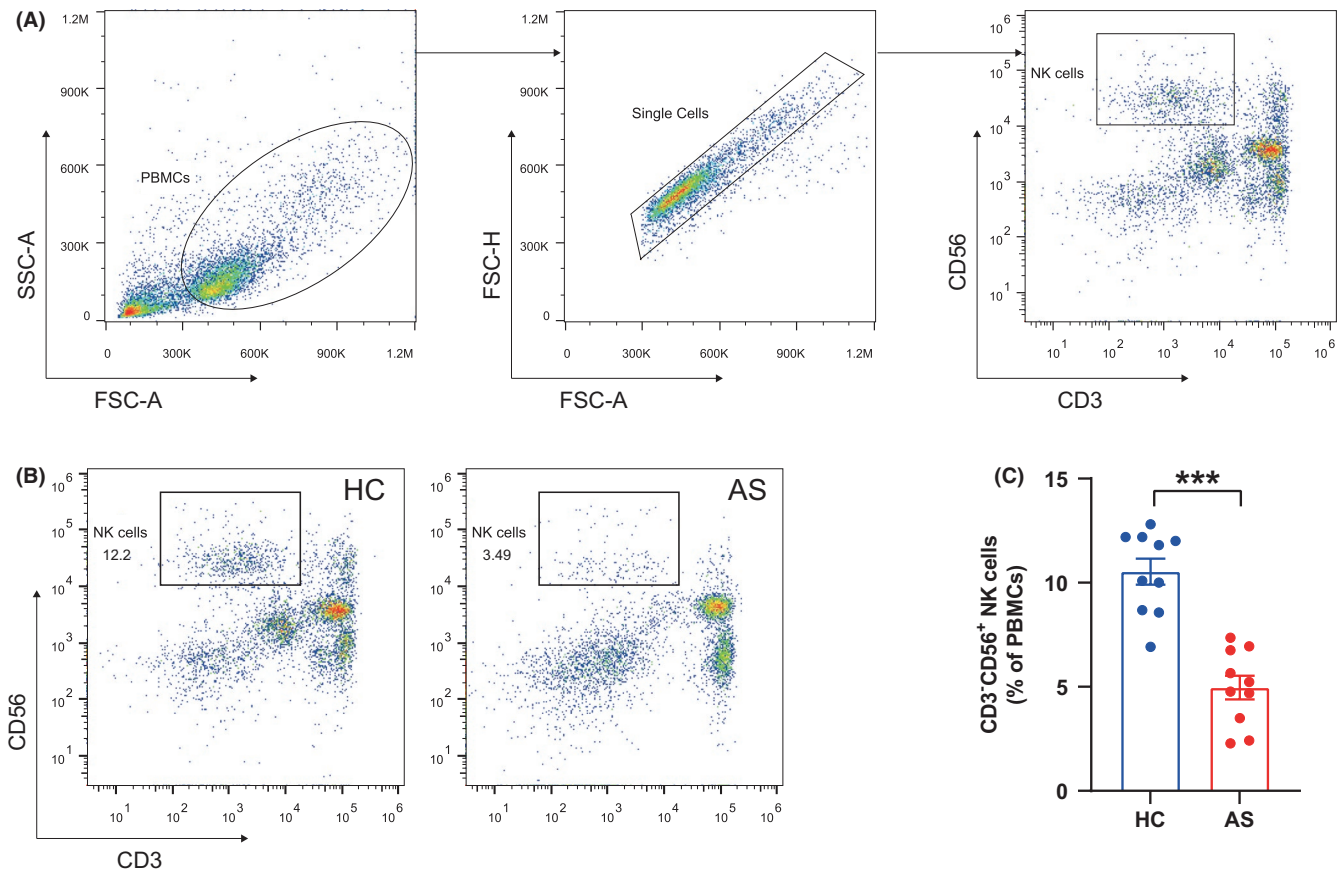 (A)
1.2M
900K
600K
300K
0
SSC-A
PBMCs
0 300K 600K 900K 1.2M
FSC-A
1.2M
900K
600K
300K
0
FSC-H
Single Cells
0 300K 600K 900K 1.2M
FSC-A
10^6
10^5
10^4
10^3
10^2
10^1
CD56
NK cells
10^1 10^2 10^3 10^4 10^5 10^6
CD3
(B)
HC
10^6
10^5
10^4
10^3
10^2
10^1
CD56
NK cells
12.2
10^1 10^2 10^3 10^4 10^5 10^6
CD3
AS
10^6
10^5
10^4
10^3
10^2
10^1
NK cells
3.49
10^1 10^2 10^3 10^4 10^5 10^6
(C)
***
CD3^-CD56^+ NK cells
(% of PBMCs)
15
10
5
0
HC AS